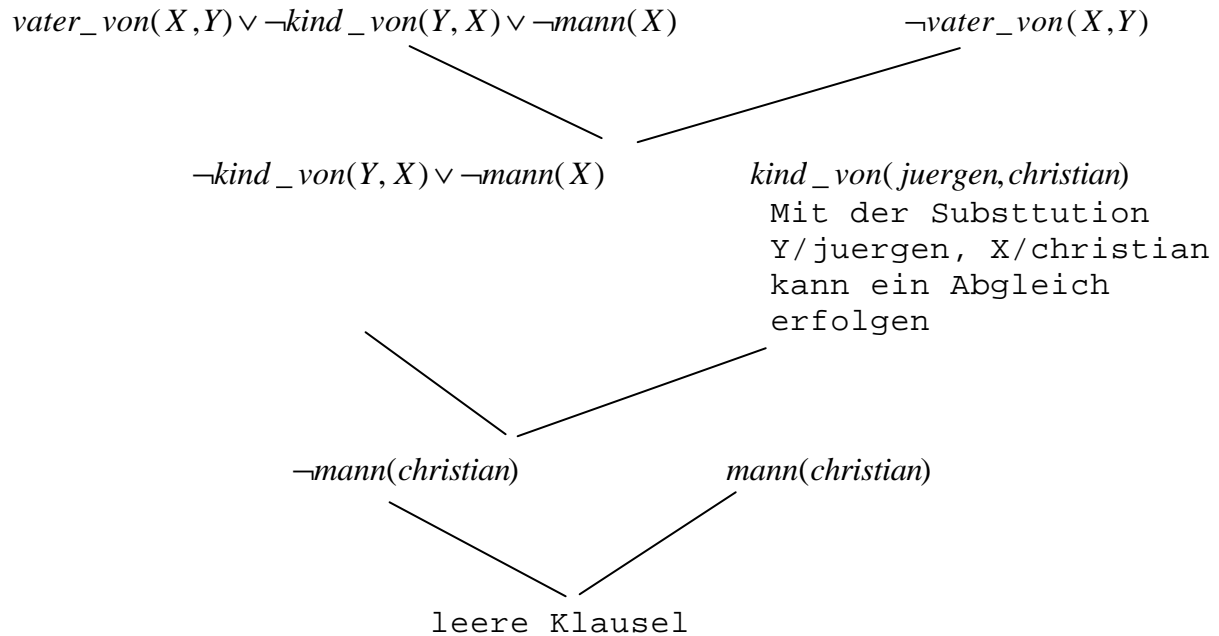 vater_von(X,Y) ∨ ¬kind_von(Y, X) ∨ ¬mann(X)
¬vater_von(X,Y)
¬kind_von(Y, X) ∨ ¬mann(X)
kind_von(juergen,christian)
Mit der Substtution
Y/juergen, X/christian
kann ein Abgleich
erfolgen
¬mann(christian)
mann(christian)
leere Klausel